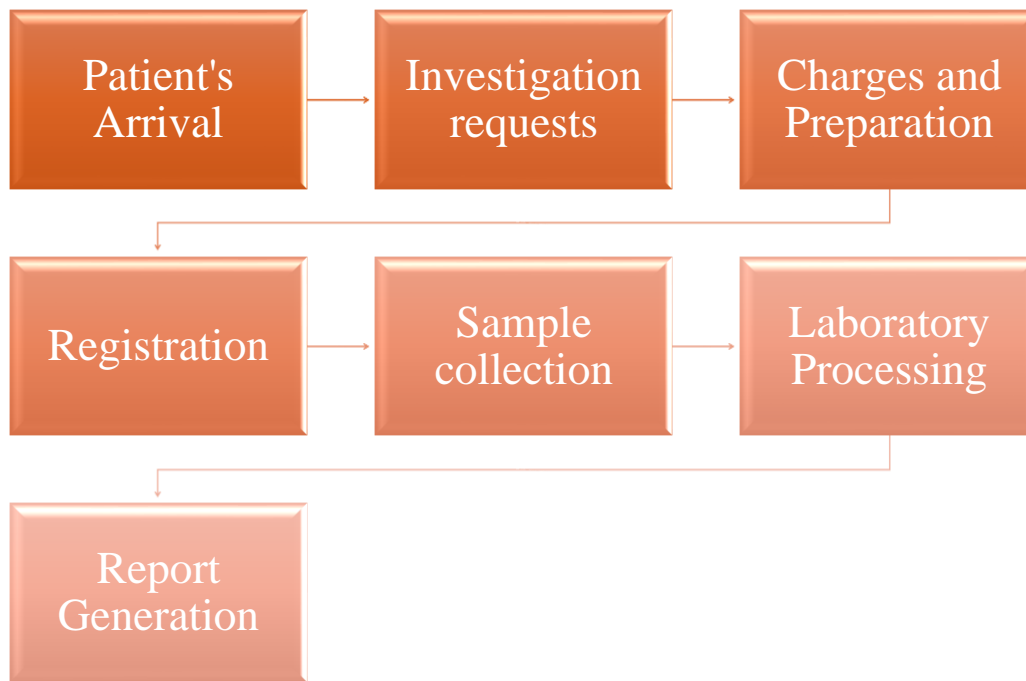 Patient's
Arrival
Investigation
requests
Charges and
Preparation
Registration
Sample
collection
Laboratory
Processing
Report
Generation